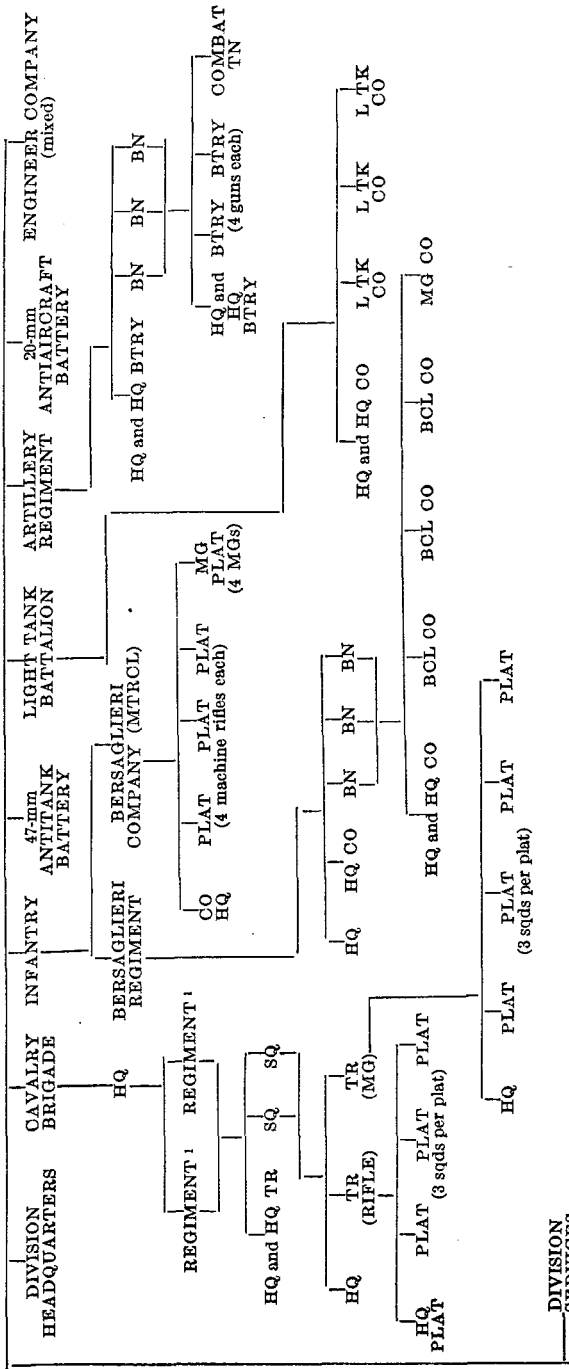 DIVISION
HEADQUARTERS
CAVALRY
BRIGADE
INFANTRY
47-mm
ANTITANK
BATTERY
LIGHT TANK
BATTALION
ARTILLERY
REGIMENT
20-mm
ANTIAIRCRAFT
BATTERY
ENGINEER COMPANY
(mixed)
HQ
REGIMENT ¹
REGIMENT ¹
HQ and HQ TR
SQ
SQ
HQ
TR
(RIFLE)
TR
(MG)
HQ
PLAT
PLAT
PLAT
PLAT
(3 sqds per plat)
HQ
PLAT
PLAT
PLAT
PLAT
(3 sqds per plat)
BERSAGLIERI
REGIMENT
BERSAGLIERI
COMPANY (MTRCL)
CO
HQ
PLAT
PLAT
PLAT
(4 machine rifles each)
MG
PLAT
(4 MGs)
HQ
HQ CO
BN
BN
BN
HQ and HQ CO
BCL CO
BCL CO
BCL CO
MG CO
HQ and HQ CO
L TK
CO
L TK
CO
L TK
CO
HQ and HQ BTRY
BN
BN
BN
HQ and
HQ
BTRY
BTRY
BTRY
(4 guns each)
COMBAT
TN
DIVISION